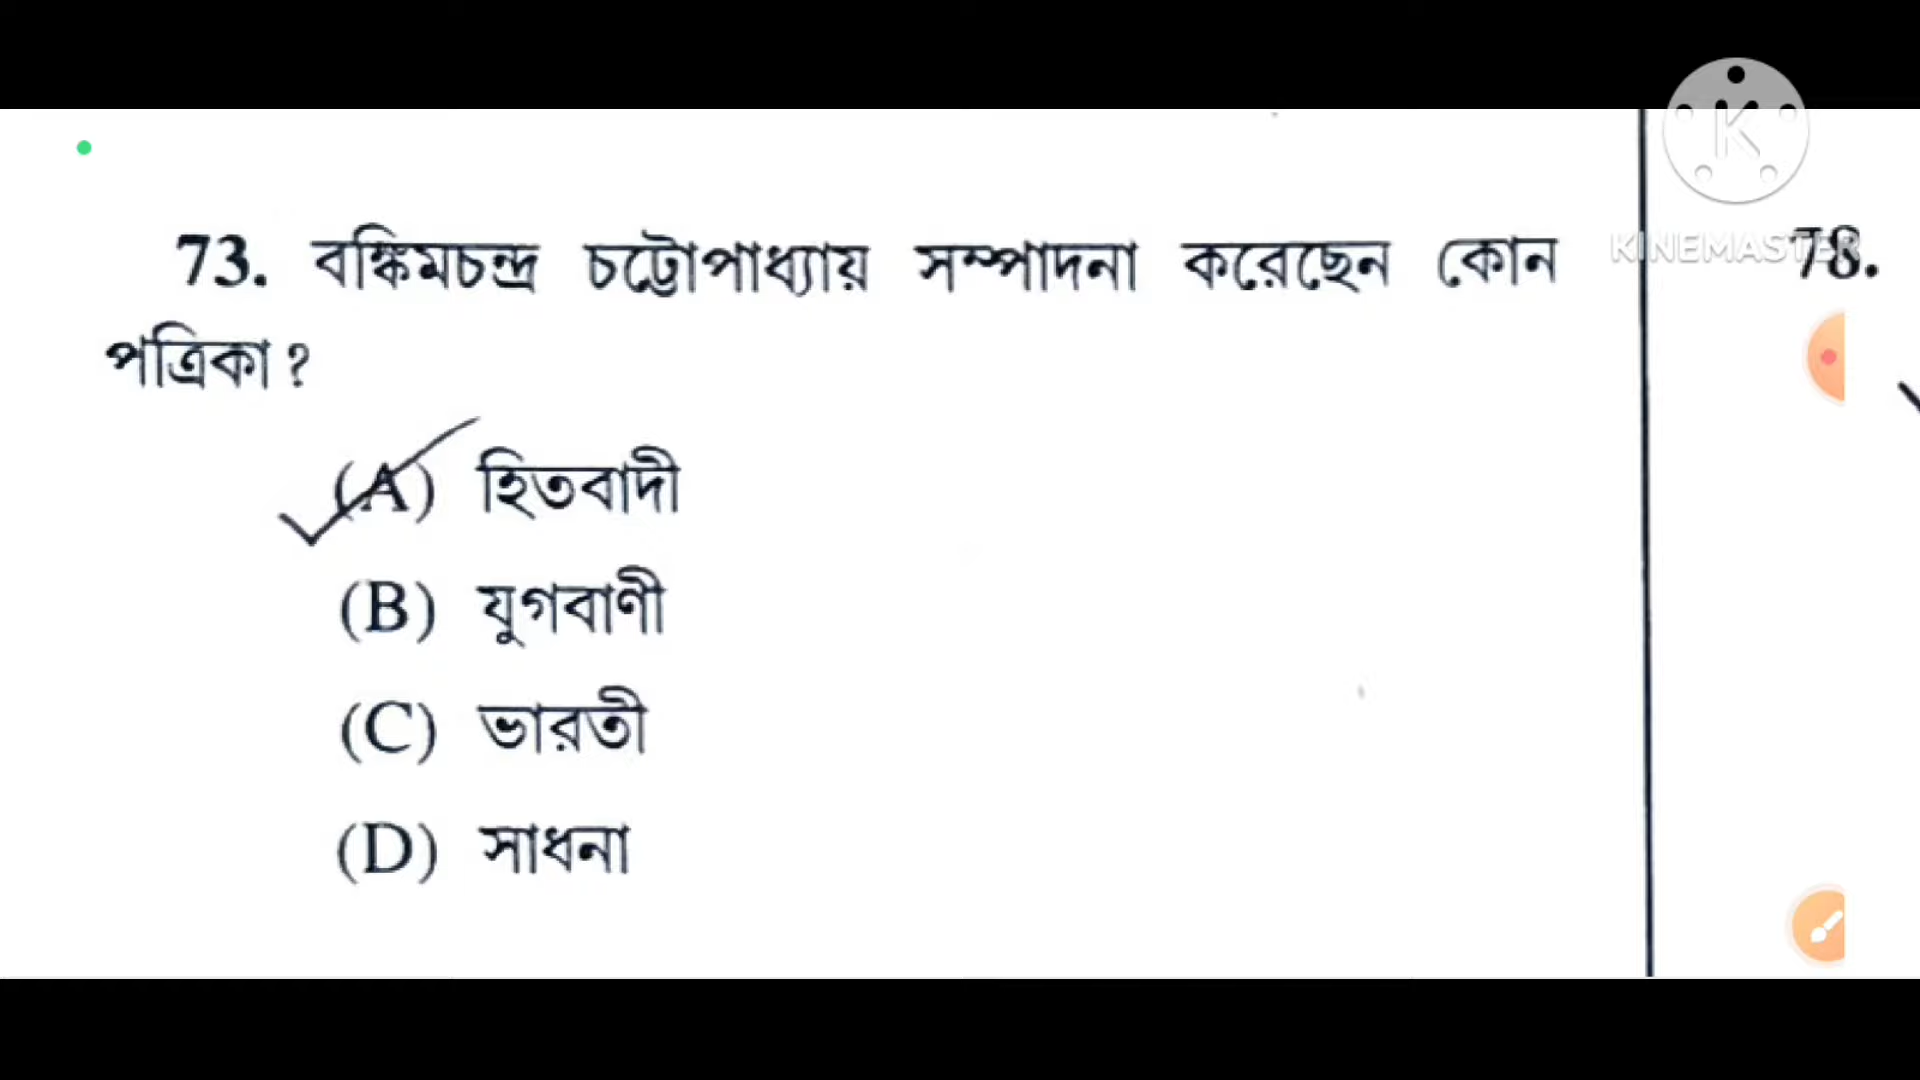 73. বঙ্কিমচন্দ্র চট্টোপাধ্যায় সম্পাদনা করেছেন কোন
পত্রিকা?
(A) হিতবাদী
(B) যুগবাণী
(C) ভারতী
(D) সাধনা
KINEMASTER
78.